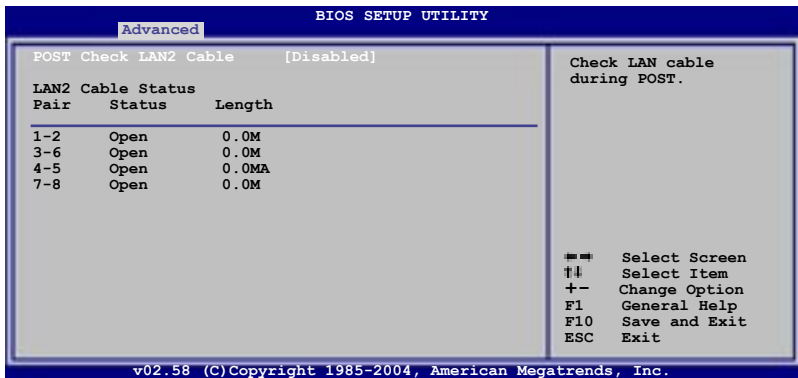 BIOS SETUP UTILITY
Advanced
POST Check LAN2 Cable [Disabled]
LAN2 Cable Status
Pair Status Length
1-2 Open 0.0M
3-6 Open 0.0M
4-5 Open 0.0MA
7-8 Open 0.0M
Check LAN cable
during POST.
←→ Select Screen
↑↓ Select Item
+- Change Option
F1 General Help
F10 Save and Exit
ESC Exit
v02.58 (C)Copyright 1985-2004, American Megatrends, Inc.